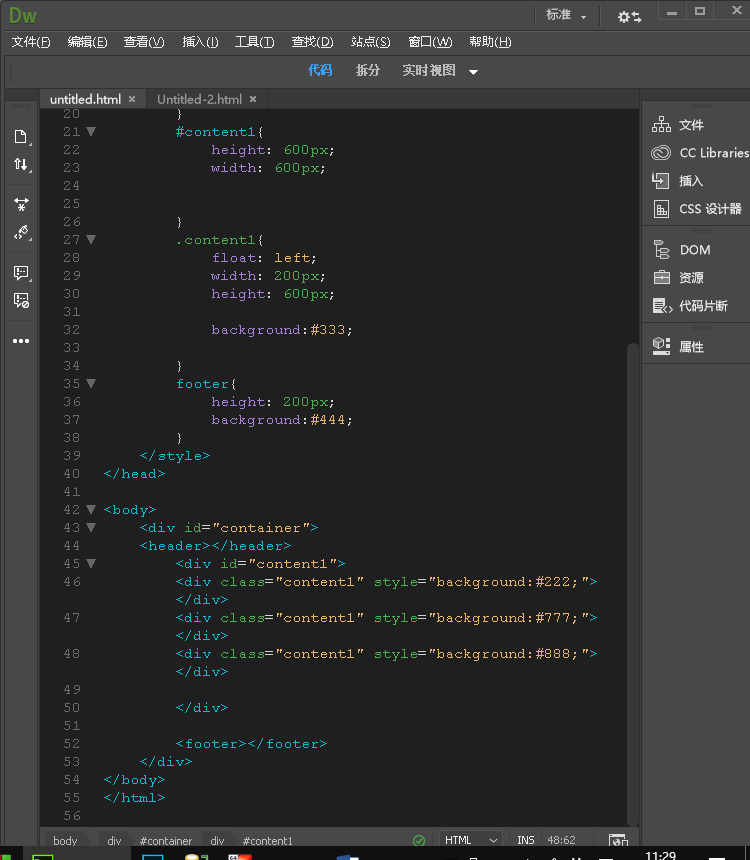 Dw
标准
文件(F) 编辑(E) 查看(V) 插入(I) 工具(T) 查找(D) 站点(S) 窗口(W) 帮助(H)
代码 拆分 实时视图
untitled.html × Untitled-2.html ×
20 }
21 #content1{
22 height: 600px;
23 width: 600px;
24
25
26 }
27 .content1{
28 float: left;
29 width: 200px;
30 height: 600px;
31
32 background:#333;
33
34 }
35 footer{
36 height: 200px;
37 background:#444;
38 }
39 </style>
40 </head>
41
42 <body>
43 <div id="container">
44 <header></header>
45 <div id="content1">
46 <div class="content1" style="background:#222;">
</div>
47 <div class="content1" style="background:#777;">
</div>
48 <div class="content1" style="background:#888;">
</div>
49
50 </div>
51
52 <footer></footer>
53 </div>
54 </body>
55 </html>
56
文件
CC Libraries
插入
CSS 设计器
DOM
资源
代码片断
属性
body div #container div #content1 HTML INS 48:62
11:29